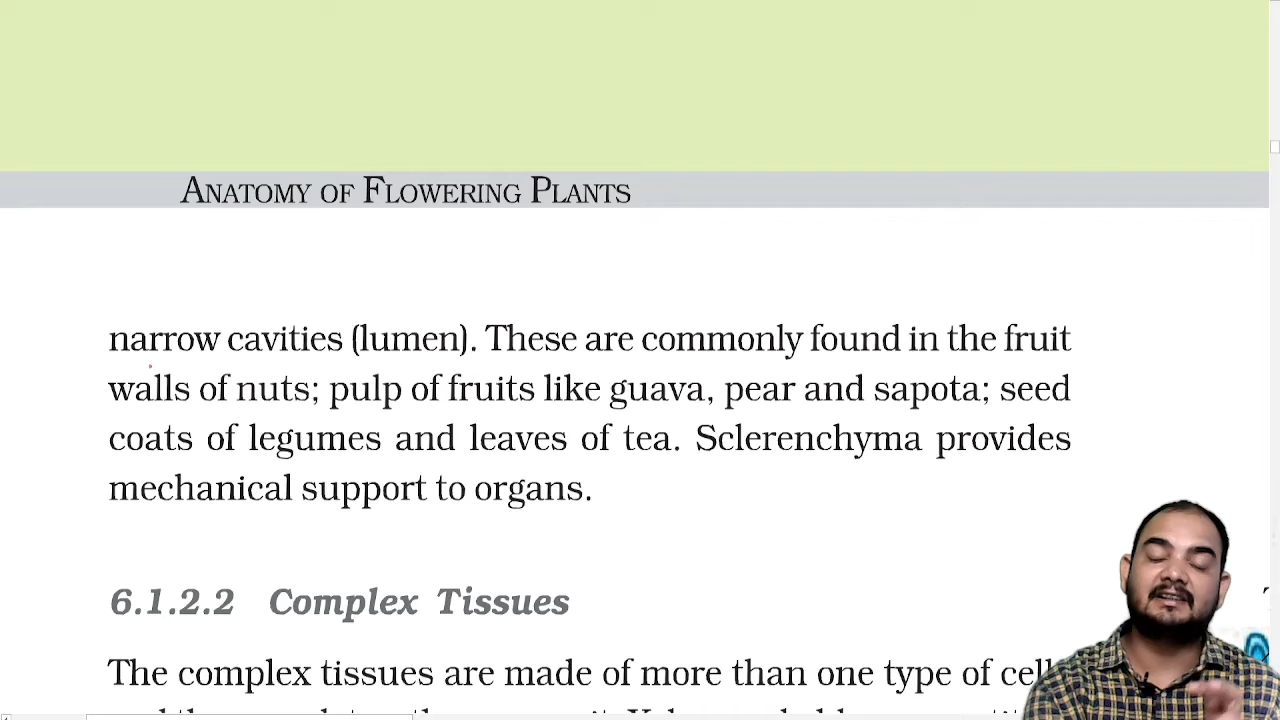 ANATOMY OF FLOWERING PLANTS
narrow cavities (lumen). These are commonly found in the fruit
walls of nuts; pulp of fruits like guava, pear and sapota; seed
coats of legumes and leaves of tea. Sclerenchyma provides
mechanical support to organs.
6.1.2.2 Complex Tissues
The complex tissues are made of more than one type of